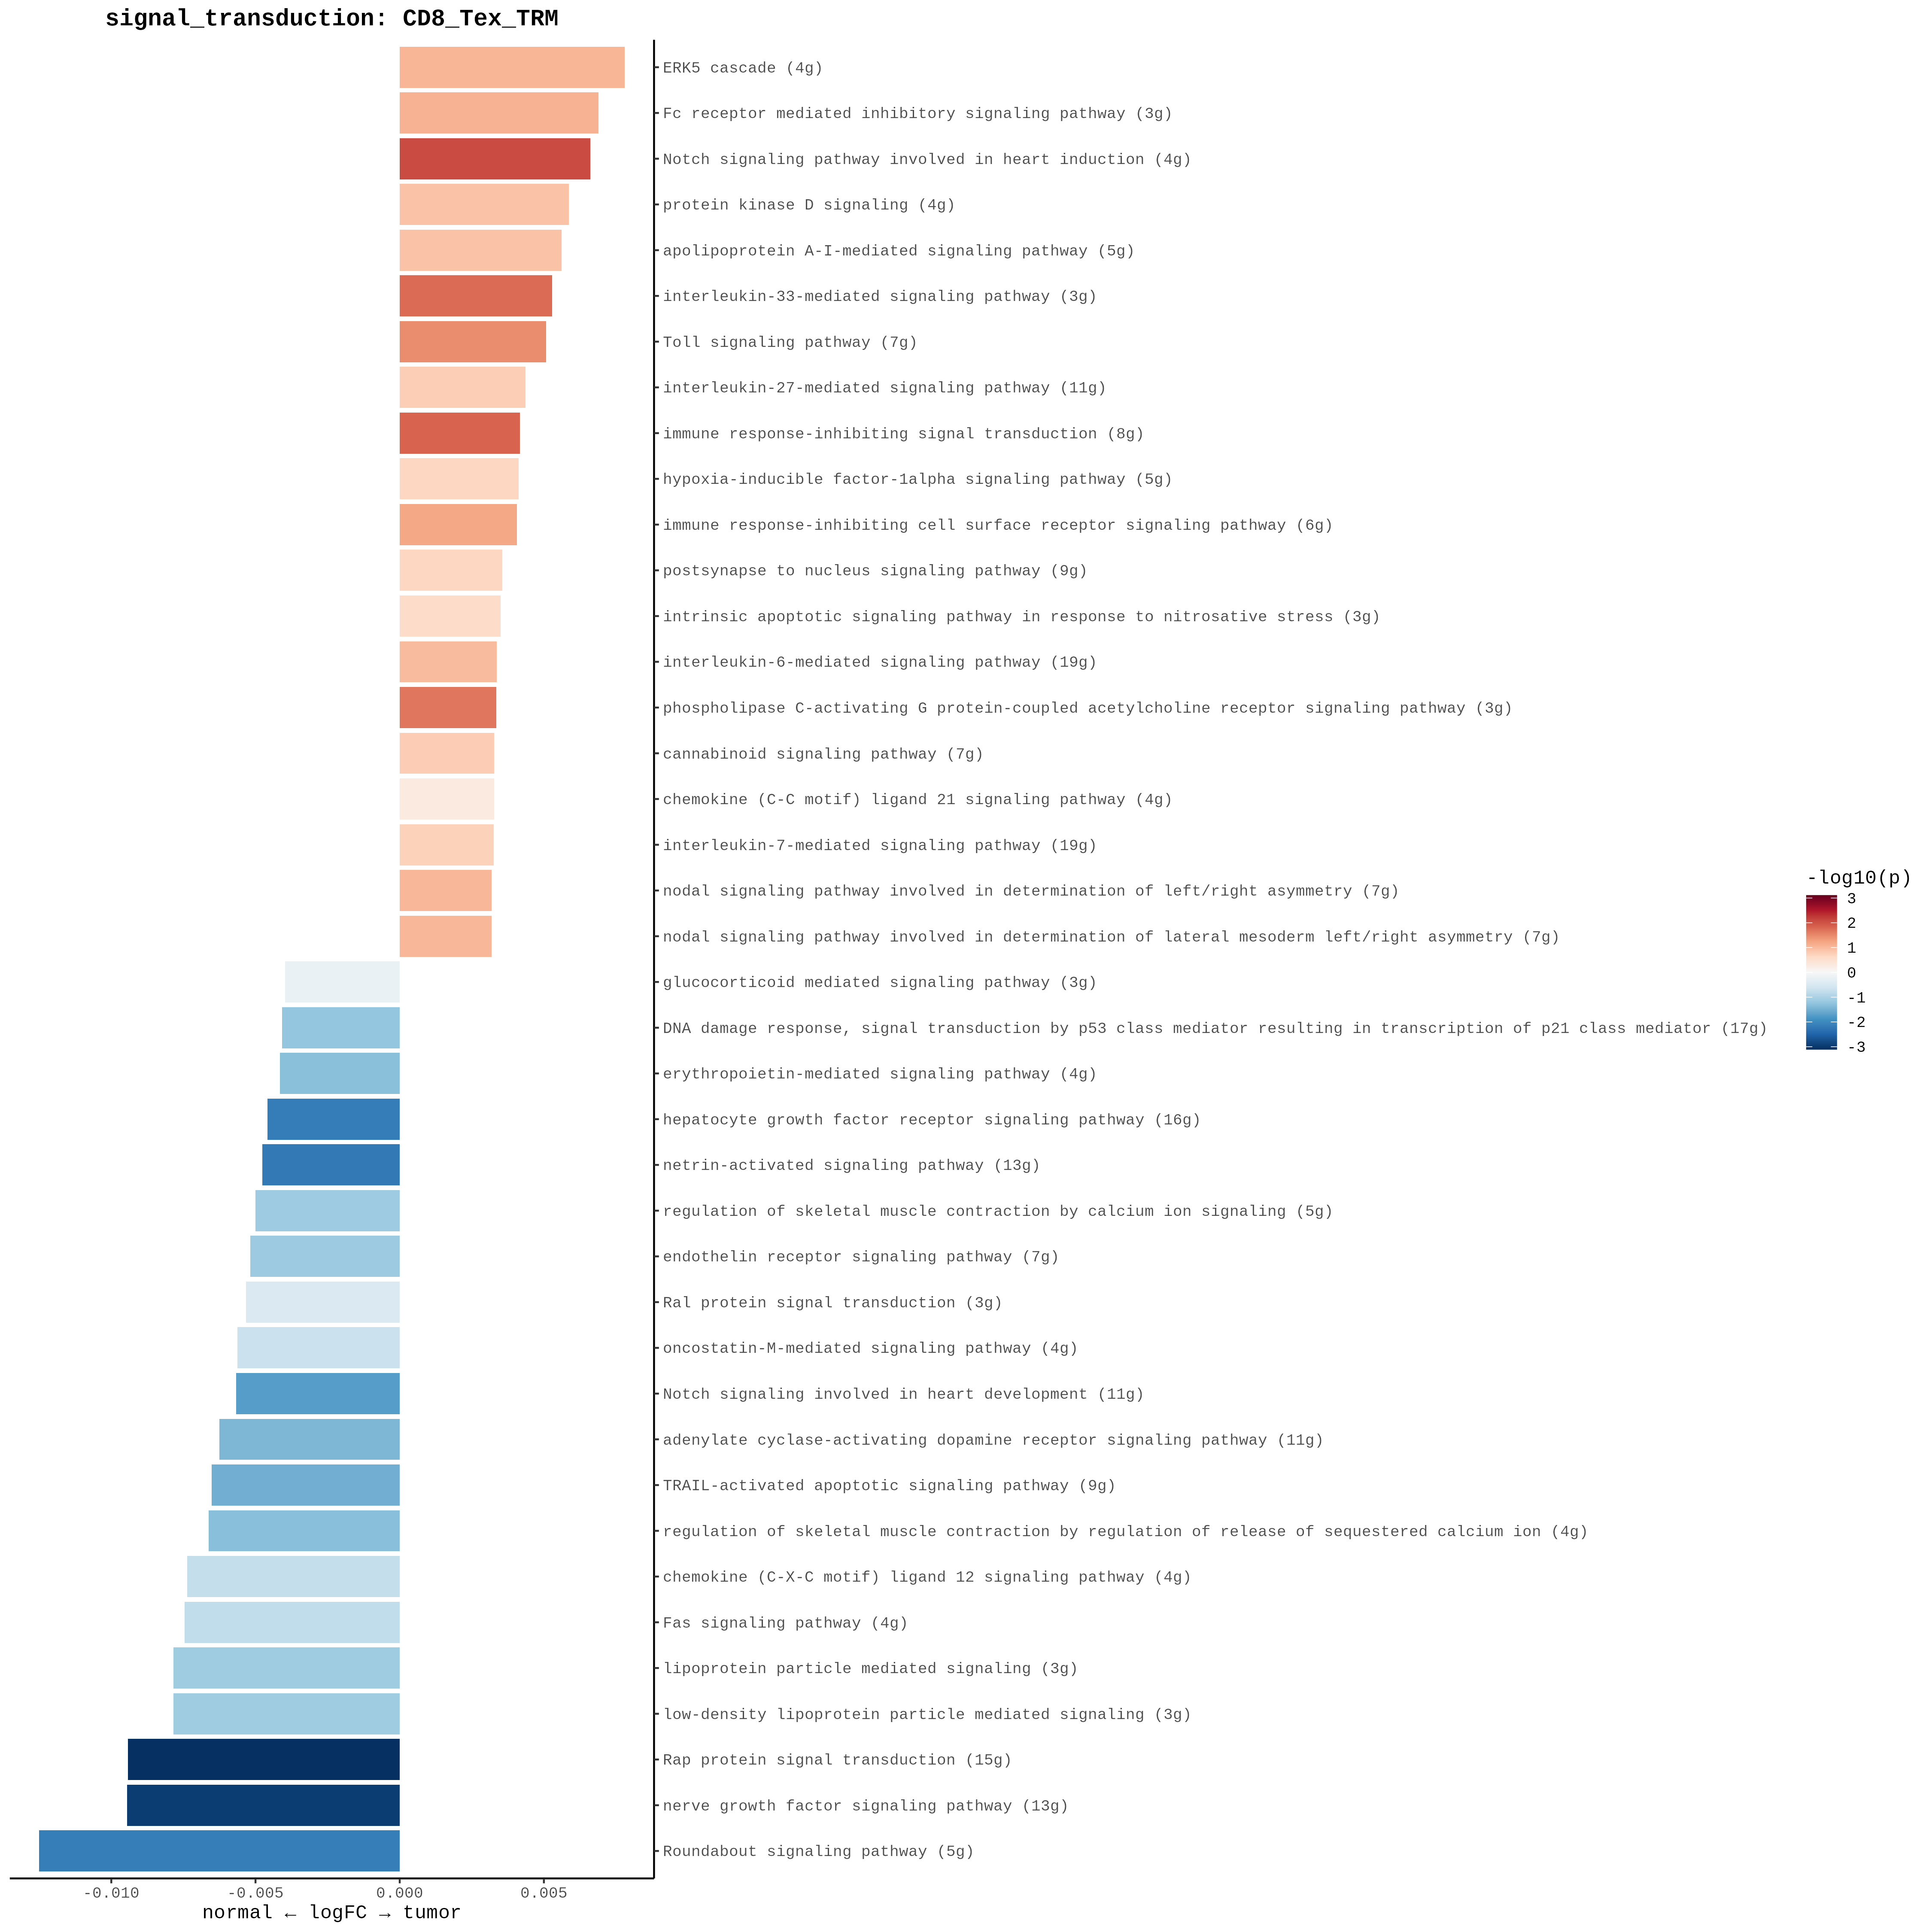 signal_transduction: CD8_Tex_TRM
ERK5 cascade (4g)
Fc receptor mediated inhibitory signaling pathway (3g)
Notch signaling pathway involved in heart induction (4g)
protein kinase D signaling (4g)
apolipoprotein A-I-mediated signaling pathway (5g)
interleukin-33-mediated signaling pathway (3g)
Toll signaling pathway (7g)
interleukin-27-mediated signaling pathway (11g)
immune response-inhibiting signal transduction (8g)
hypoxia-inducible factor-1alpha signaling pathway (5g)
immune response-inhibiting cell surface receptor signaling pathway (6g)
postsynapse to nucleus signaling pathway (9g)
intrinsic apoptotic signaling pathway in response to nitrosative stress (3g)
interleukin-6-mediated signaling pathway (19g)
phospholipase C-activating G protein-coupled acetylcholine receptor signaling pathway (3g)
cannabinoid signaling pathway (7g)
chemokine (C-C motif) ligand 21 signaling pathway (4g)
interleukin-7-mediated signaling pathway (19g)
nodal signaling pathway involved in determination of left/right asymmetry (7g)
nodal signaling pathway involved in determination of lateral mesoderm left/right asymmetry (7g)
glucocorticoid mediated signaling pathway (3g)
DNA damage response, signal transduction by p53 class mediator resulting in transcription of p21 class mediator (17g)
erythropoietin-mediated signaling pathway (4g)
hepatocyte growth factor receptor signaling pathway (16g)
netrin-activated signaling pathway (13g)
regulation of skeletal muscle contraction by calcium ion signaling (5g)
endothelin receptor signaling pathway (7g)
Ral protein signal transduction (3g)
oncostatin-M-mediated signaling pathway (4g)
Notch signaling involved in heart development (11g)
adenylate cyclase-activating dopamine receptor signaling pathway (11g)
TRAIL-activated apoptotic signaling pathway (9g)
regulation of skeletal muscle contraction by regulation of release of sequestered calcium ion (4g)
chemokine (C-X-C motif) ligand 12 signaling pathway (4g)
Fas signaling pathway (4g)
lipoprotein particle mediated signaling (3g)
low-density lipoprotein particle mediated signaling (3g)
Rap protein signal transduction (15g)
nerve growth factor signaling pathway (13g)
Roundabout signaling pathway (5g)
-0.010 -0.005 0.000 0.005
normal ← logFC → tumor
-log10(p)
3
2
1
0
-1
-2
-3